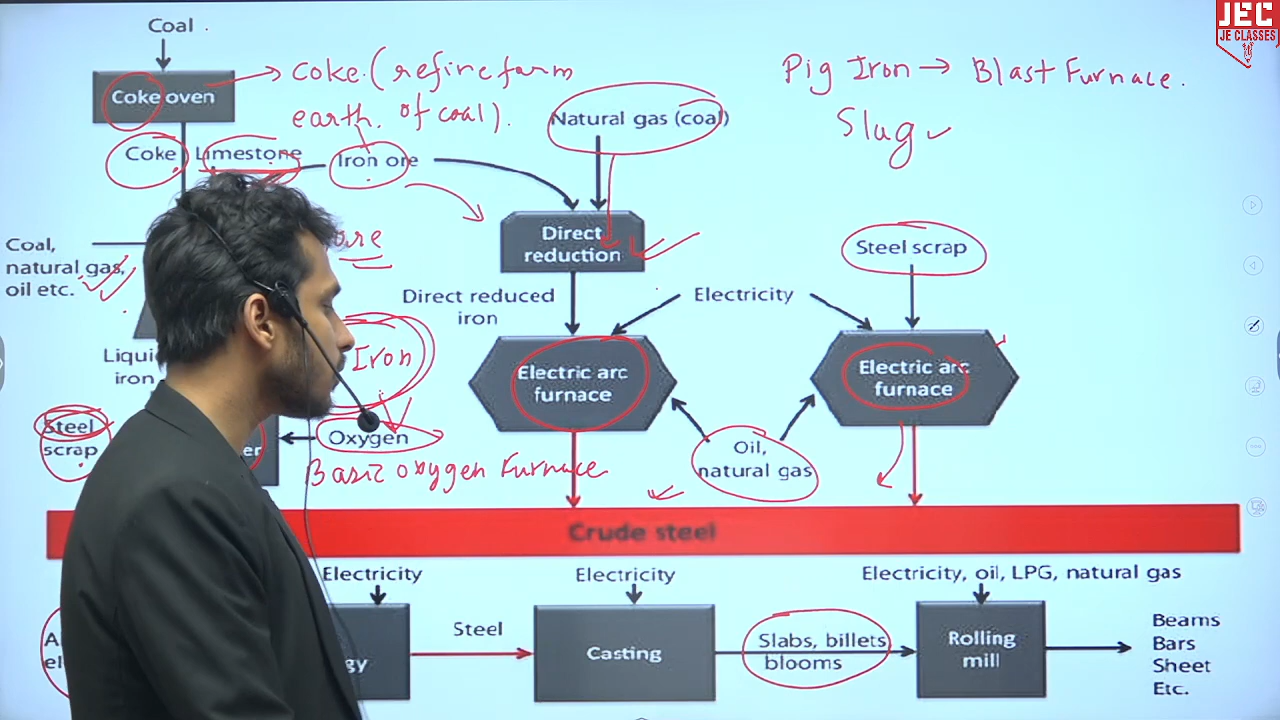 JEC
JE CLASSES
Coal
Coke oven
Coke (refine farm
earth of coal).
Pig Iron → Blast Furnace.
Slug
Coke
Limestone
Iron ore
Natural gas (coal)
Coal,
natural gas,
oil etc.
Direct
reduction
Steel scrap
Direct reduced
iron
Electricity
iron
Iron
Electric arc
furnace
Electric arc
furnace
Steel
scrap
Oxygen
Oil,
natural gas
Basic oxygen Furnace
Crude steel
Electricity
Electricity
Electricity, oil, LPG, natural gas
Steel
Casting
Slabs, billets
blooms
Rolling
mill
Beams
Bars
Sheet
Etc.